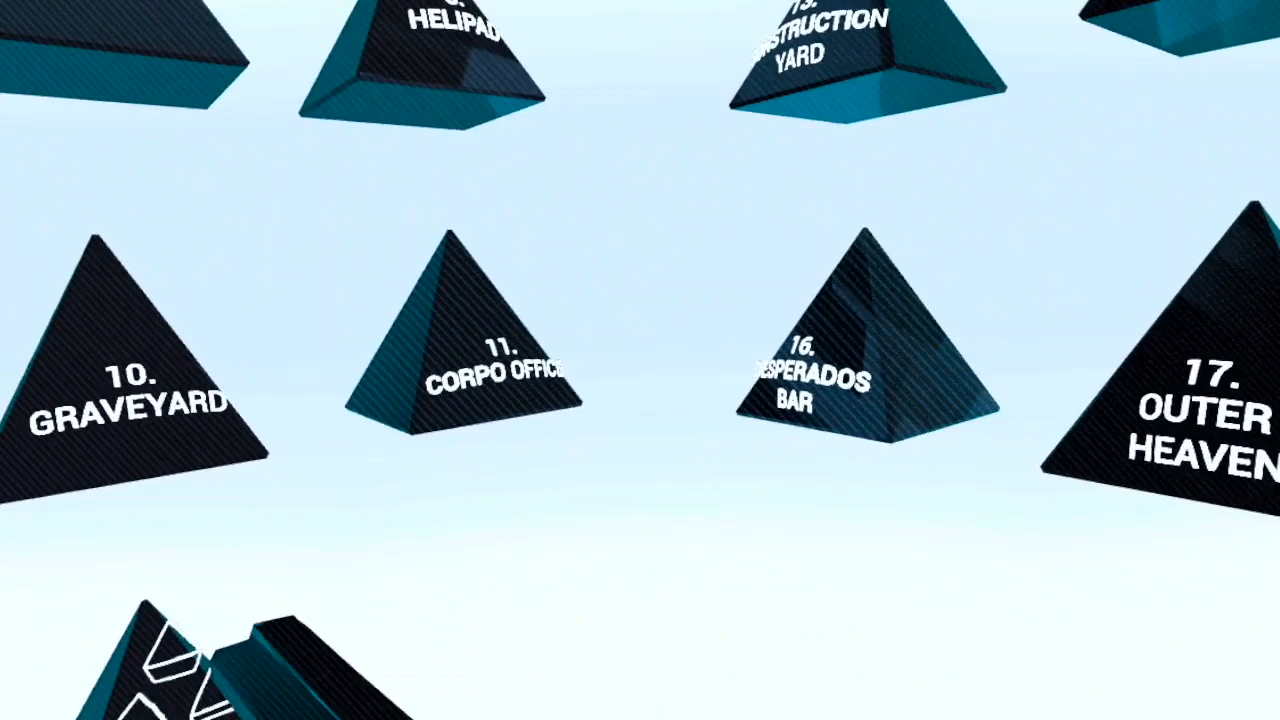 HELIPAD
YARD
10.
GRAVEYARD
11.
CORPO OFFICE
16.
BAR
17.
OUTER
HEAVEN